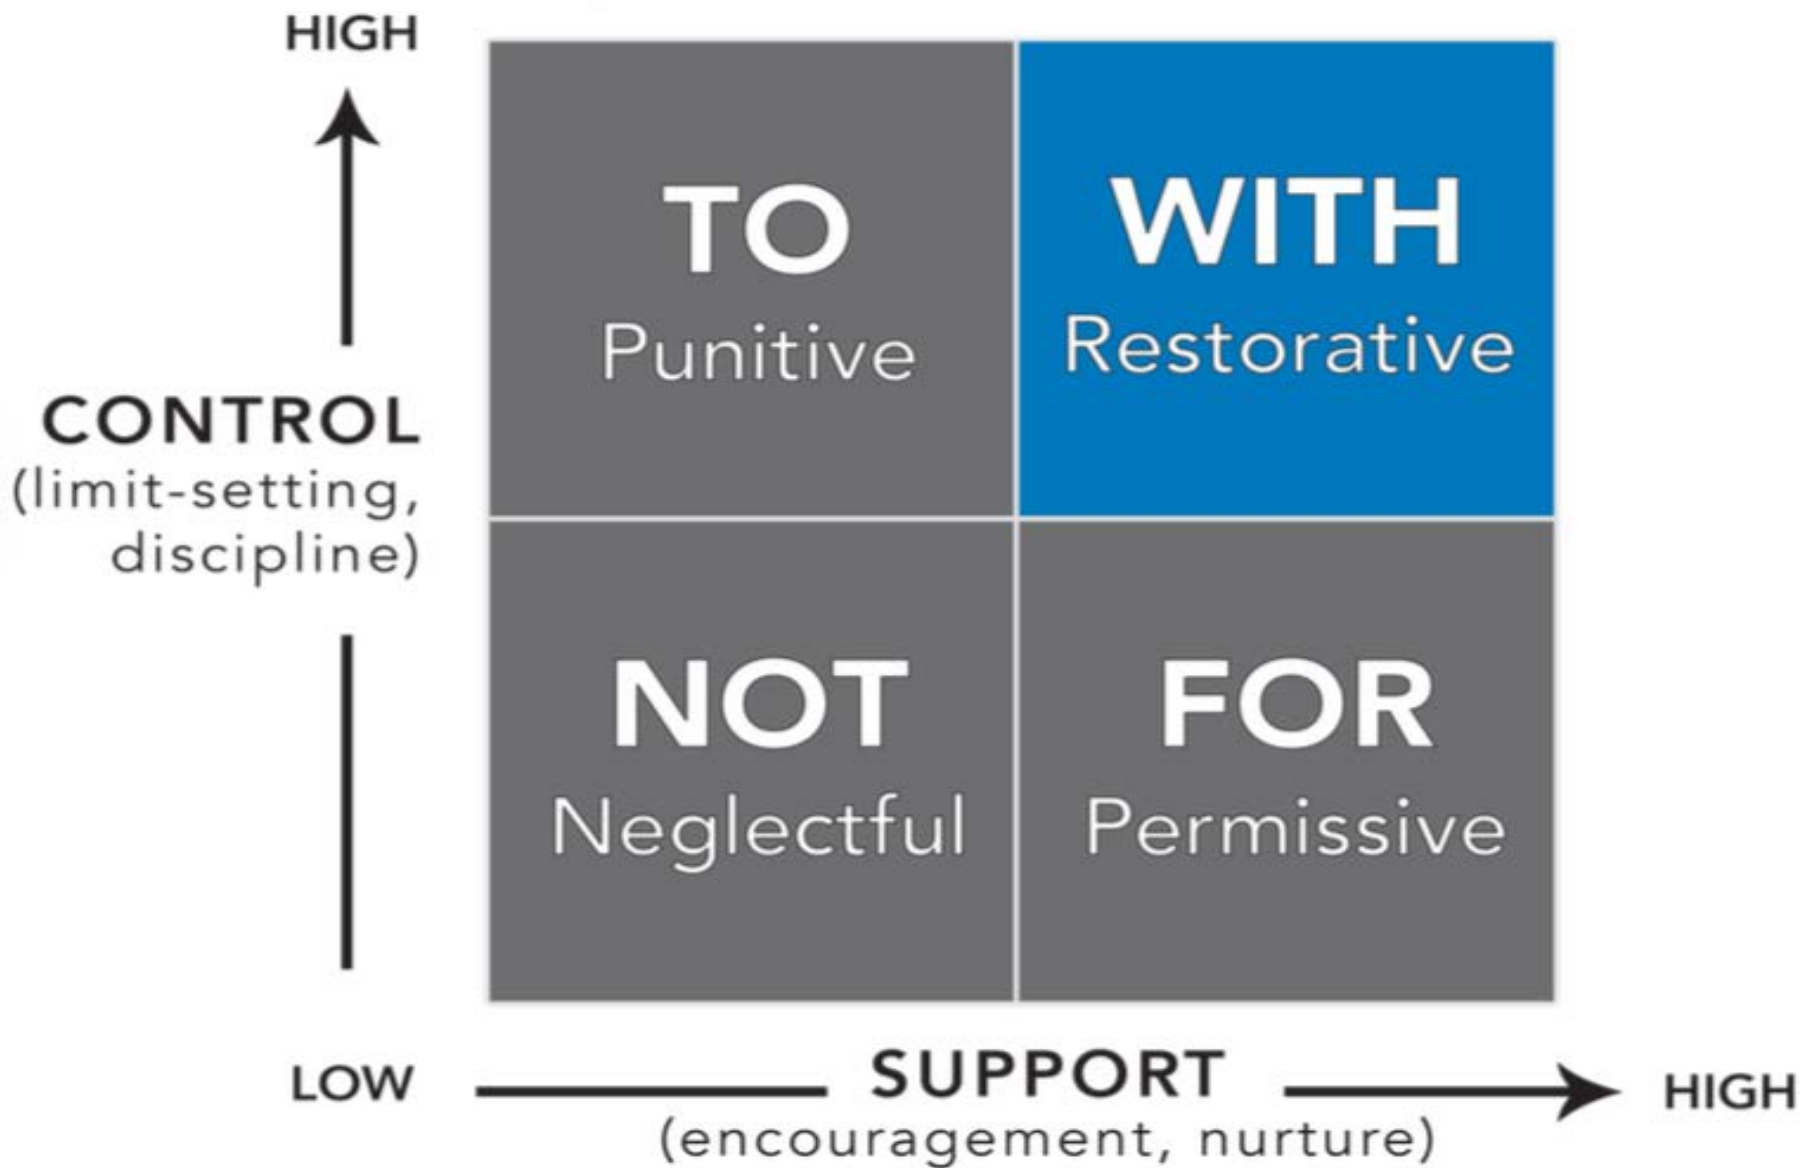 HIGH
TO
Punitive
WITH
Restorative
CONTROL
(limit-setting,
discipline)
NOT
Neglectful
FOR
Permissive
LOW
SUPPORT
(encouragement, nurture)
HIGH